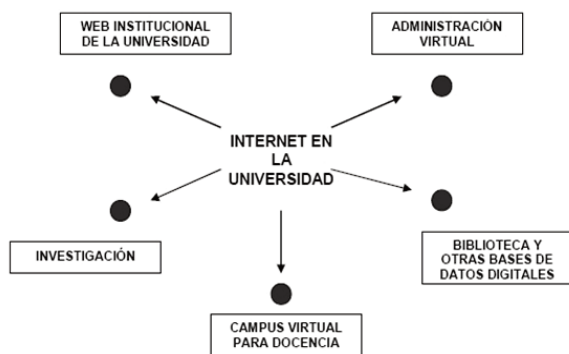 WEB INSTITUCIONAL
DE LA UNIVERSIDAD
ADMINISTRACIÓN
VIRTUAL
INTERNET EN
LA
UNIVERSIDAD
INVESTIGACIÓN
BIBLIOTECA Y
OTRAS BASES DE
DATOS DIGITALES
CAMPUS VIRTUAL
PARA DOCENCIA